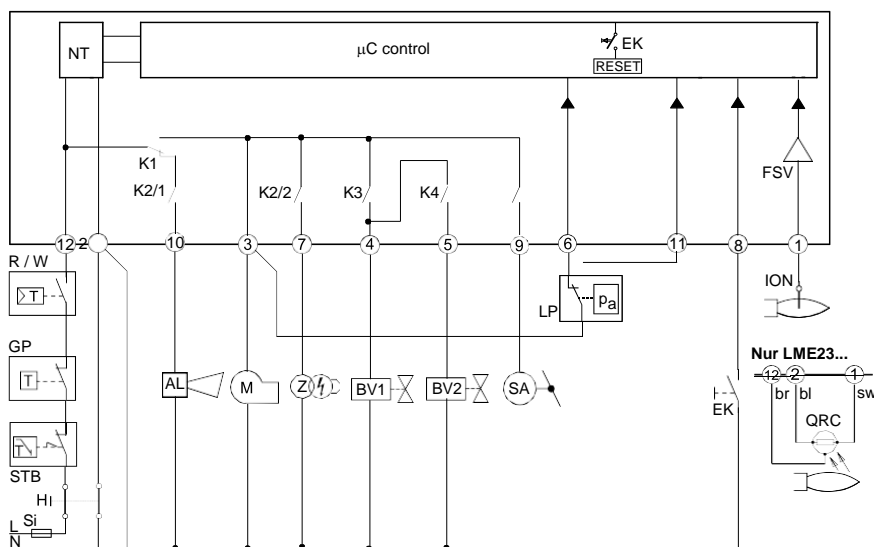 NT
µC control
EK
RESET
FSV
K1
K2/1
K2/2
K3
K4
12
2
10
3
7
4
5
9
6
11
8
1
R / W
T
GP
T
STB
T
H
Si
L
N
AL
M
Z
BV1
BV2
SA
LP
pa
ION
EK
Nur LME23...
12
2
1
br
bl
sw
QRC